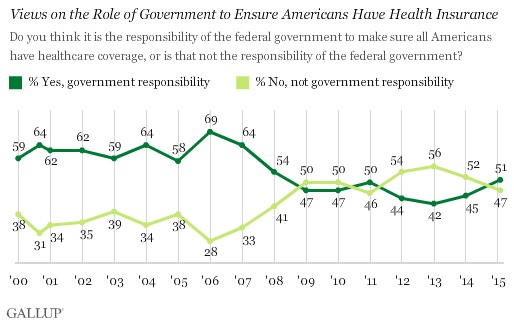 Views on the Role of Government to Ensure Americans Have Health Insurance
Do you think it is the responsibility of the federal government to make sure all Americans
have healthcare coverage, or is that not the responsibility of the federal government?
% Yes, government responsibility % No, not government responsibility
59 64 62 62 59 64 58 69 64 54 47 47 50 44 42 45 51
38 31 34 35 39 34 38 28 33 41 50 50 46 54 56 52 47
'00 '01 '02 '03 '04 '05 '06 '07 '08 '09 '10 '11 '12 '13 '14 '15
GALLUP®